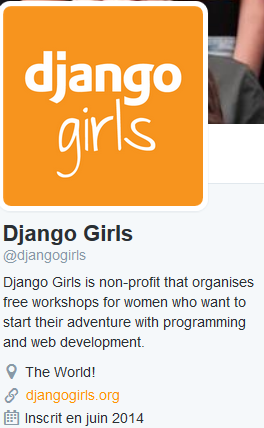 django
girls
Django Girls
@djangogirls
Django Girls is non-profit that organises
free workshops for women who want to
start their adventure with programming
and web development.
The World!
djangogirls.org
Inscrit en juin 2014